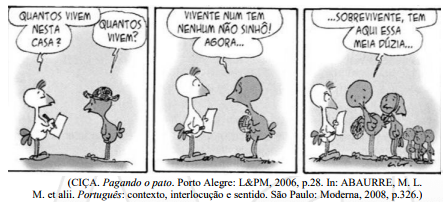 QUANTOS VIVEM
NESTA
CASA?
QUANTOS
VIVEM?
VIVENTE NUM TEM
NENHUM NÃO SINHÔ!
AGORA...
...SOBREVIVENTE, TEM
AQUI ESSA
MEIA DÚZIA...
(CIÇA. Pagando o pato. Porto Alegre: L&PM, 2006, p.28. In: ABAURRE, M. L.
M. et alii. Português: contexto, interlocução e sentido. São Paulo: Moderna, 2008, p.326.)